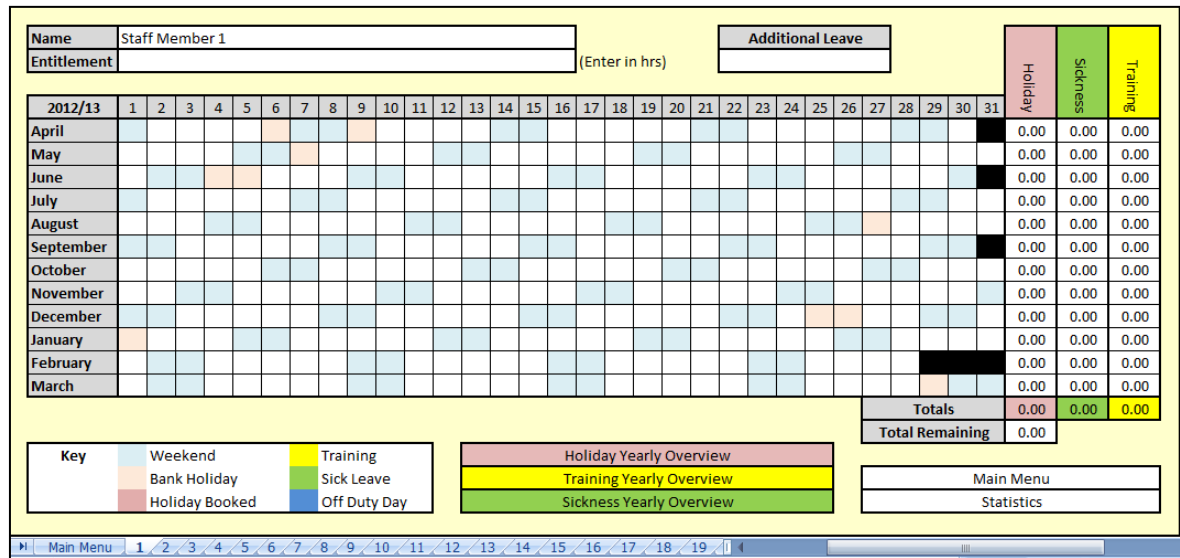 Name Staff Member 1 Additional Leave
Entitlement (Enter in hrs)
Holiday Sickness Training
2012/13 1 2 3 4 5 6 7 8 9 10 11 12 13 14 15 16 17 18 19 20 21 22 23 24 25 26 27 28 29 30 31
April 0.00 0.00 0.00
May 0.00 0.00 0.00
June 0.00 0.00 0.00
July 0.00 0.00 0.00
August 0.00 0.00 0.00
September 0.00 0.00 0.00
October 0.00 0.00 0.00
November 0.00 0.00 0.00
December 0.00 0.00 0.00
January 0.00 0.00 0.00
February 0.00 0.00 0.00
March 0.00 0.00 0.00
Totals 0.00 0.00 0.00
Total Remaining 0.00
Key Weekend Training Holiday Yearly Overview
Bank Holiday Sick Leave Training Yearly Overview Main Menu
Holiday Booked Off Duty Day Sickness Yearly Overview Statistics
Main Menu 1 2 3 4 5 6 7 8 9 10 11 12 13 14 15 16 17 18 19